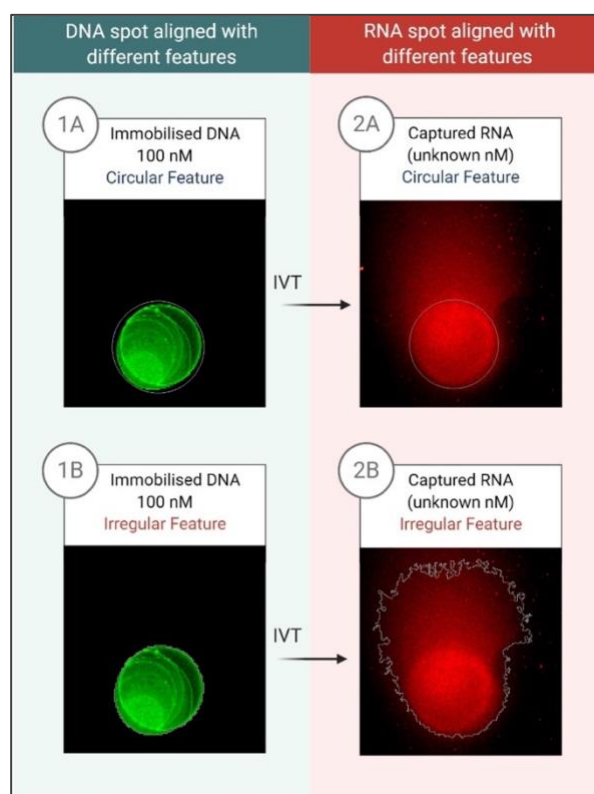 DNA spot aligned with
different features
RNA spot aligned with
different features
1A
Immobilised DNA
100 nM
Circular Feature
IVT
2A
Captured RNA
(unknown nM)
Circular Feature
1B
Immobilised DNA
100 nM
Irregular Feature
IVT
2B
Captured RNA
(unknown nM)
Irregular Feature